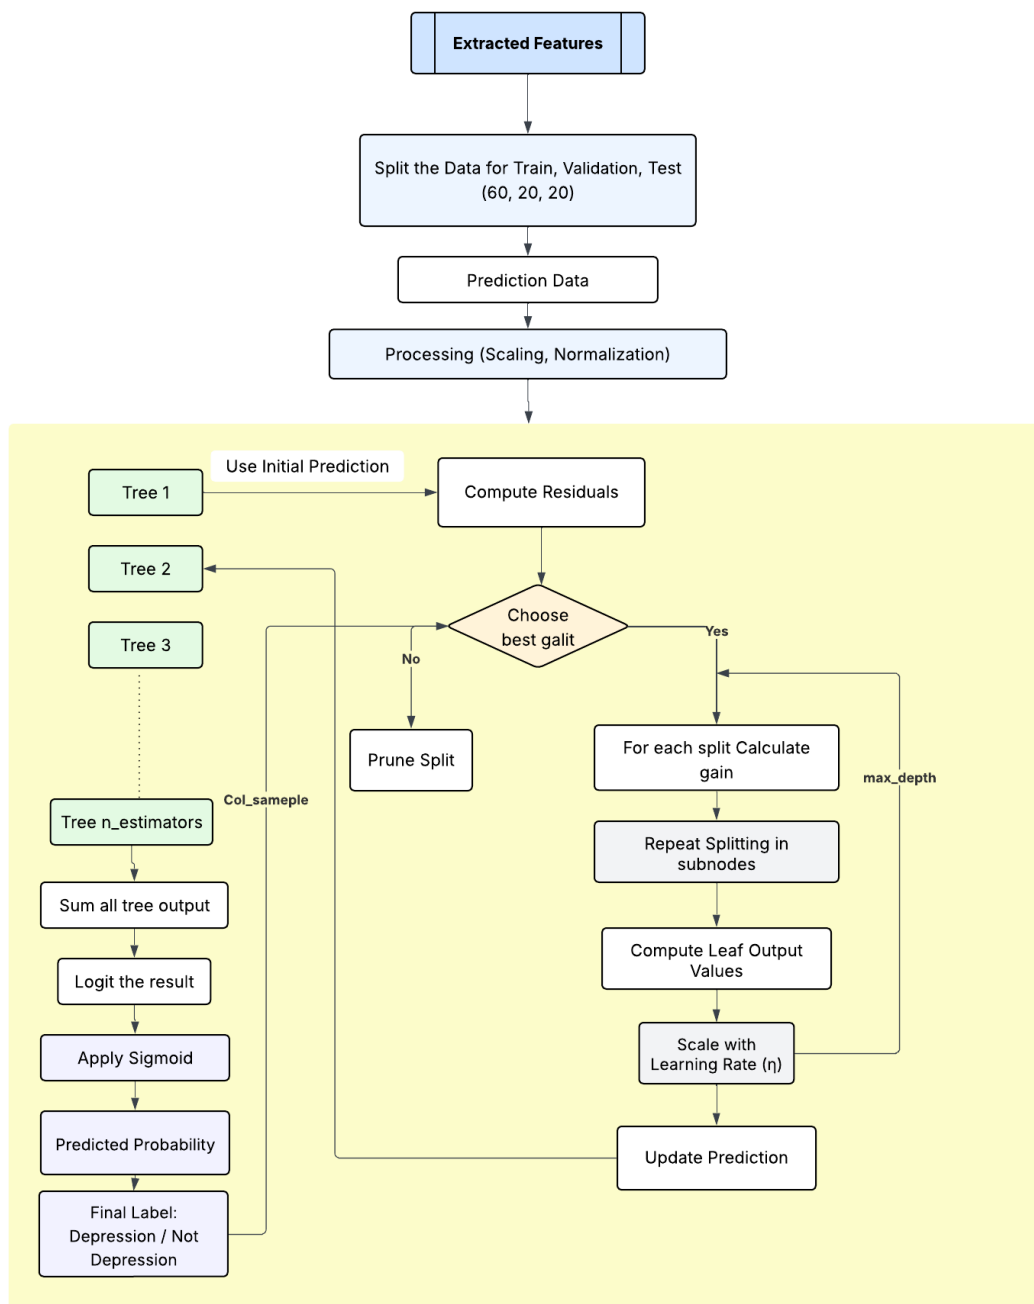 Extracted Features
Split the Data for Train, Validation, Test
(60, 20, 20)
Prediction Data
Processing (Scaling, Normalization)
Tree 1
Use Initial Prediction
Compute Residuals
Tree 2
Choose
best galit
Tree 3
No
Yes
Prune Split
For each split Calculate
gain
max_depth
Col_sameple
Tree n_estimators
Repeat Splitting in
subnodes
Sum all tree output
Compute Leaf Output
Values
Logit the result
Scale with
Learning Rate (η)
Apply Sigmoid
Predicted Probability
Update Prediction
Final Label:
Depression / Not
Depression